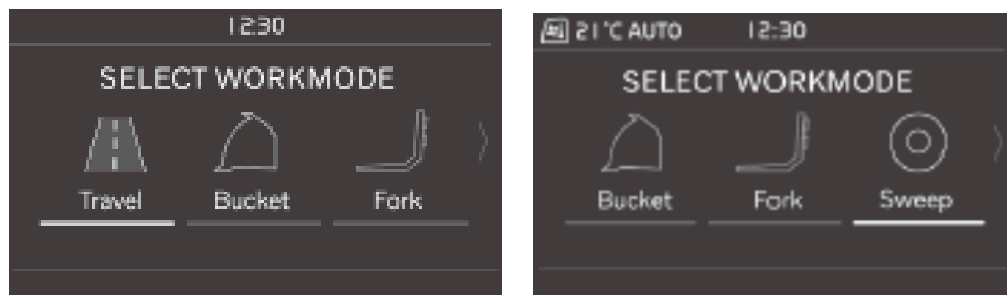 12:30
SELECT WORKMODE
Travel Bucket Fork
21°C AUTO 12:30
SELECT WORKMODE
Bucket Fork Sweep